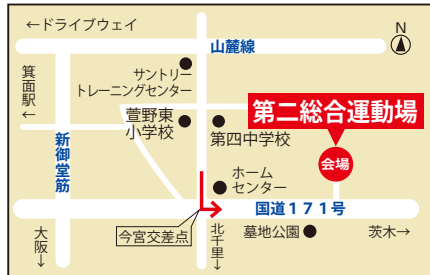 ←ドライブウェイ
N
山麓線
箕面駅←
サントリー
トレーニングセンター
萱野東
小学校
第四中学校
第二総合運動場
会場
新御堂筋
ホーム
センター
国道171号
今宮交差点
大阪↓
北千里↓
墓地公園
茨木→